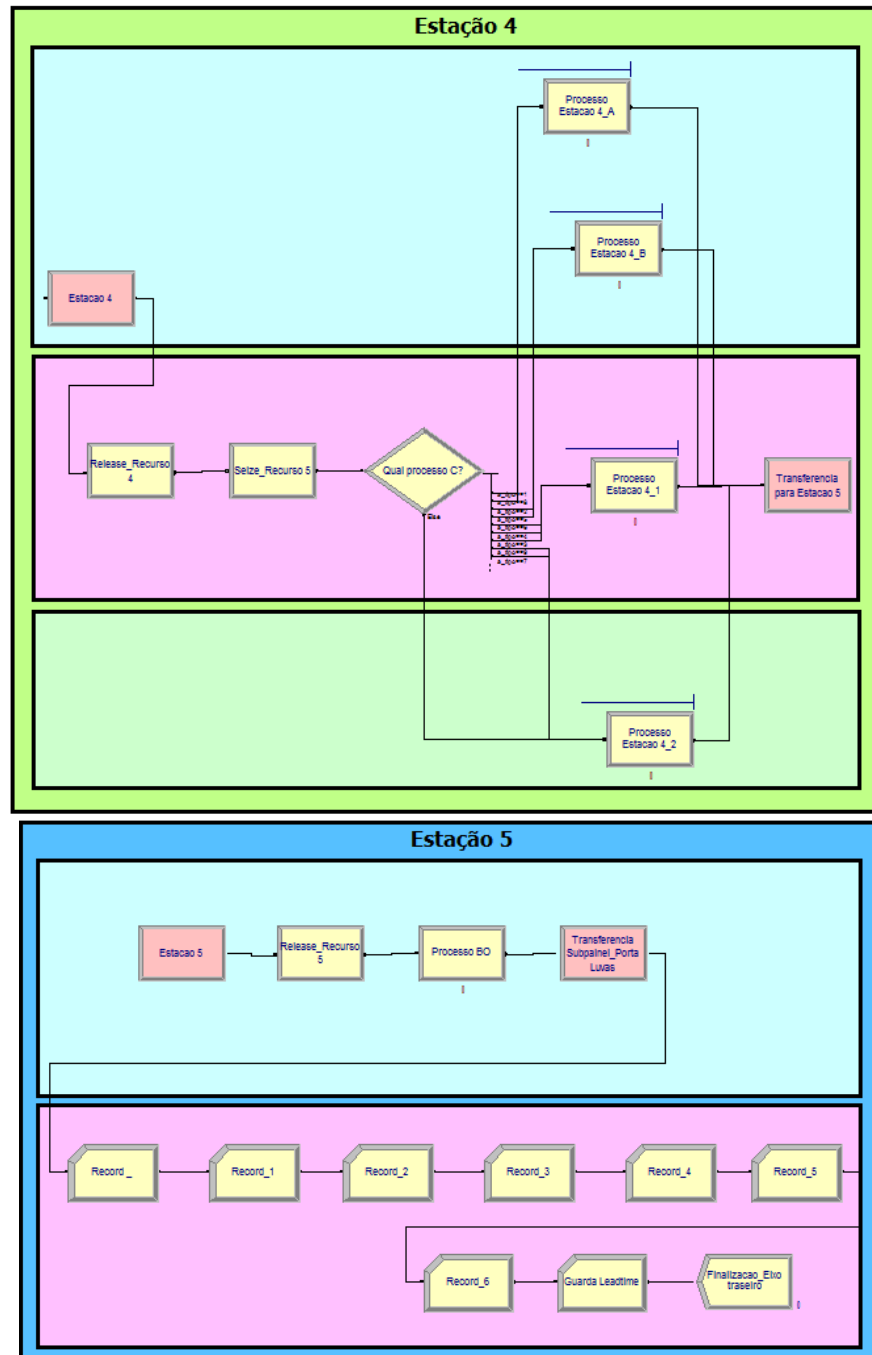 Estação 4
Processo
Estacao 4_A
Processo
Estacao 4_B
Estacao 4
Release_Recurso
4
Seize_Recurso 5
Qual processo C?
Else
Processo
Estacao 4_1
Transferencia
para Estacao 5
Processo
Estacao 4_2
Estação 5
Estacao 5
Release_Recurso
5
Processo BO
Transferencia
Subpainel_Porta
Luvas
Record_
Record_1
Record_2
Record_3
Record_4
Record_5
Record_6
Guarda Leadtime
Finalizacao_Eixo
traseiro